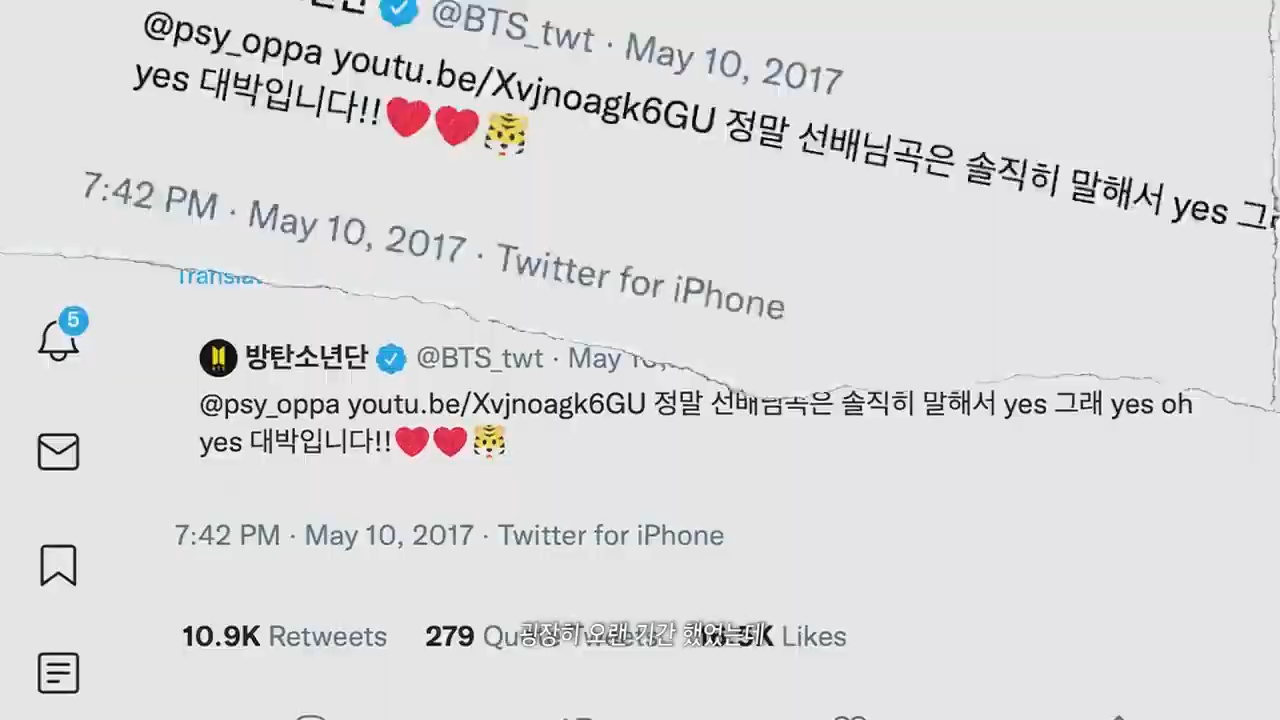 @BTS_twt · May 10, 2017
@psy_oppa youtu.be/Xvjnoagk6GU 정말 선배님곡은 솔직히 말해서 yes
yes 대박입니다!!❤️❤️🐯
7:42 PM · May 10, 2017 · Twitter for iPhone
5
방탄소년단 @BTS_twt · May 10,
@psy_oppa youtu.be/Xvjnoagk6GU 정말 선배님곡은 솔직히 말해서 yes 그래 yes oh
yes 대박입니다!!❤️❤️🐯
7:42 PM · May 10, 2017 · Twitter for iPhone
10.9K Retweets 279 Quote Tweets Likes
굉장히 오랜 기간 했었는데